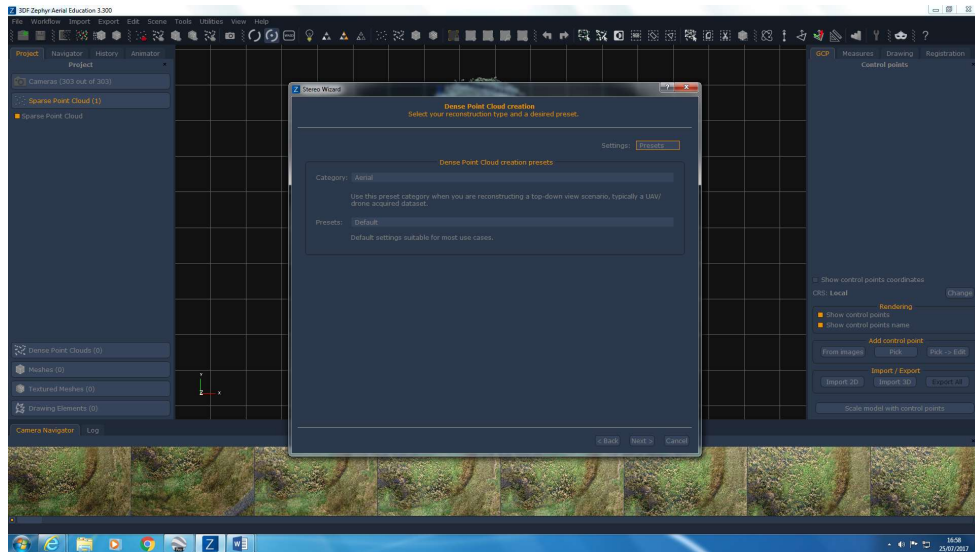 3DF Zephyr Aerial Education 3.300
File Workflow Import Export Edit Scene Tools Utilities View Help
Project Navigator History Animator
Project
Cameras (303 out of 303)
Sparse Point Cloud (1)
Sparse Point Cloud
Dense Point Clouds (0)
Meshes (0)
Textured Meshes (0)
Drawing Elements (0)
Y
Z X
Stereo Wizard
Dense Point Cloud creation
Select your reconstruction type and a desired preset.
Settings: Presets
Dense Point Cloud creation presets
Category: Aerial
Use this preset category when you are reconstructing a top-down view scenario, typically a UAV/
drone acquired dataset.
Presets: Default
Default settings suitable for most use cases.
< Back Next > Cancel
GCP Measures Drawing Registration
Control points
Show control points coordinates
CRS: Local Change
Rendering
Show control points
Show control points name
Add control point
From images Pick Pick -> Edit
Import / Export
Import 2D Import 3D Export All
Scale model with control points
Camera Navigator Log
16:58
25/07/2017